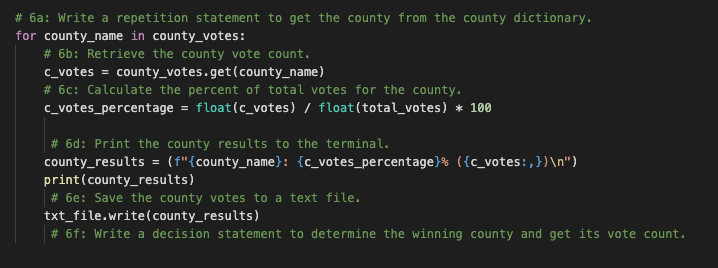 # 6a: Write a repetition statement to get the county from the county dictionary.
for county_name in county_votes:
    # 6b: Retrieve the county vote count.
    c_votes = county_votes.get(county_name)
    # 6c: Calculate the percent of total votes for the county.
    c_votes_percentage = float(c_votes) / float(total_votes) * 100

     # 6d: Print the county results to the terminal.
    county_results = (f"{county_name}: {c_votes_percentage}% ({c_votes:,})\n")
    print(county_results)
     # 6e: Save the county votes to a text file.
    txt_file.write(county_results)
     # 6f: Write a decision statement to determine the winning county and get its vote count.